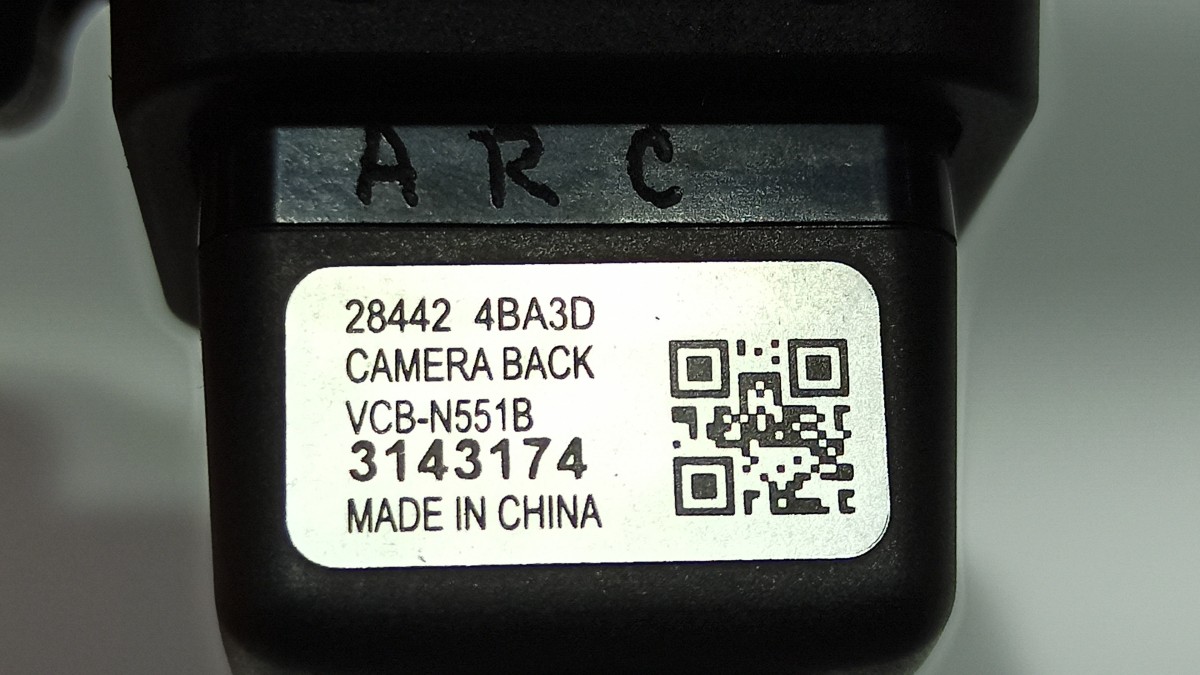 ARC
28442 4BA3D
CAMERA BACK
VCB-N551B
3143174
MADE IN CHINA